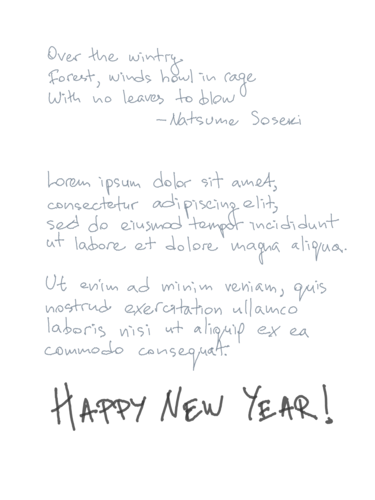 Over the wintry
Forest, winds howl in rage
With no leaves to blow
—Natsume Soseki
Lorem ipsum dolor sit amet,
consectetur adipiscing elit,
sed do eiusmod tempor incididunt
ut labore et dolore magna aliqua.
Ut enim ad minim veniam, quis
nostrud exercitation ullamco
laboris nisi ut aliquip ex ea
commodo consequat.
HAPPY NEW YEAR!